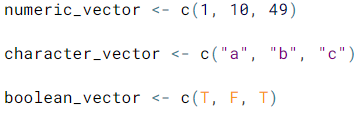 numeric_vector <- c(1, 10, 49)
character_vector <- c("a", "b", "c")
boolean_vector <- c(T, F, T)